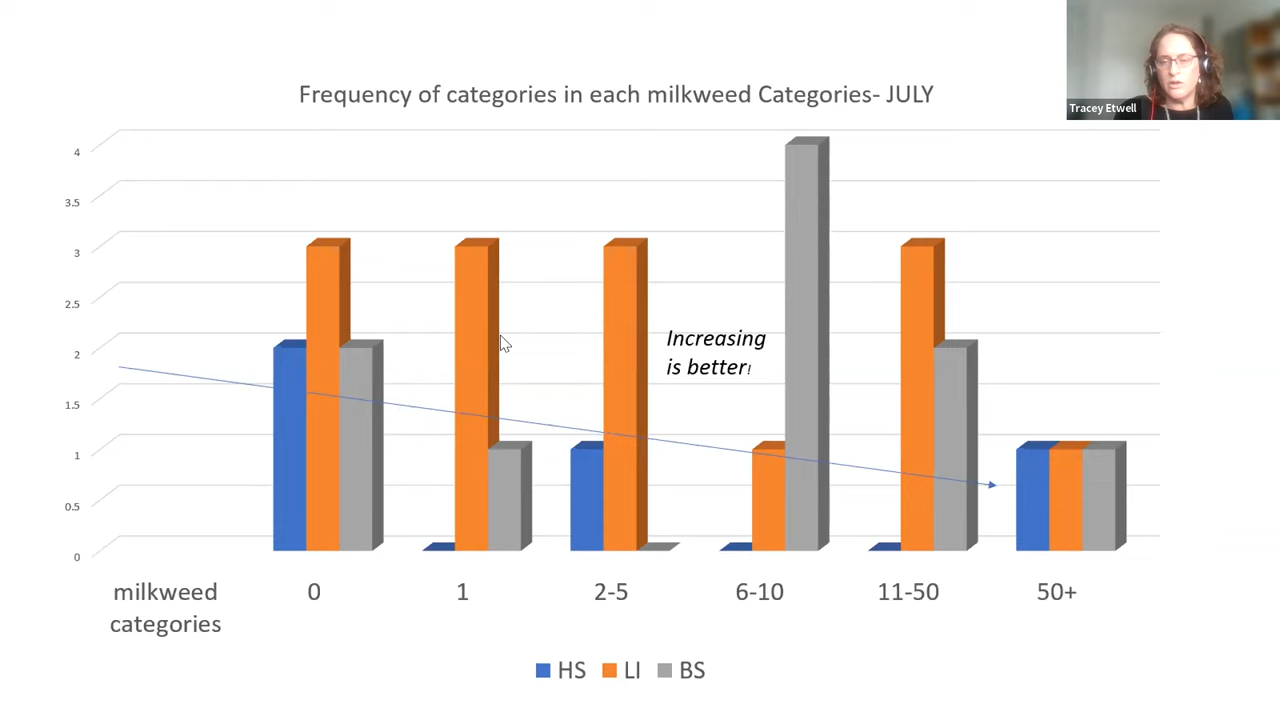 Tracey Etwell
Frequency of categories in each milkweed Categories- JULY
4
3.5
3
2.5
2
1.5
1
0.5
0
Increasing
is better!
milkweed
categories
0 1 2-5 6-10 11-50 50+
HS LI BS